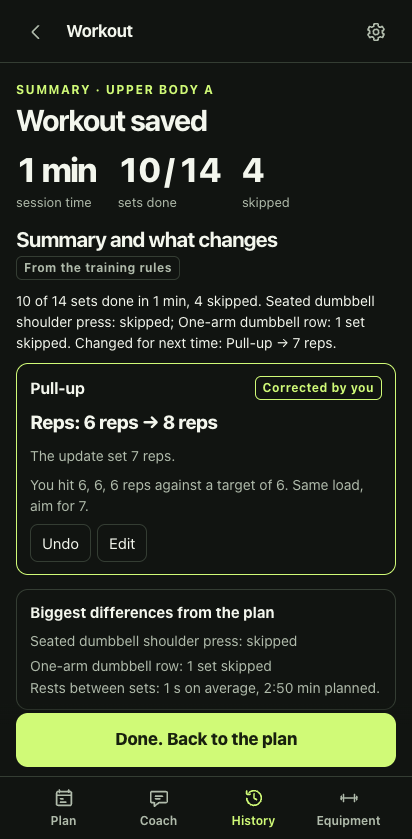 Workout
SUMMARY · UPPER BODY A
Workout saved
1 min 10/14 4
session time sets done skipped
Summary and what changes
From the training rules
10 of 14 sets done in 1 min, 4 skipped. Seated dumbbell
shoulder press: skipped; One-arm dumbbell row: 1 set
skipped. Changed for next time: Pull-up → 7 reps.
Pull-up Corrected by you
Reps: 6 reps → 8 reps
The update set 7 reps.
You hit 6, 6, 6 reps against a target of 6. Same load,
aim for 7.
Undo Edit
Biggest differences from the plan
Seated dumbbell shoulder press: skipped
One-arm dumbbell row: 1 set skipped
Rests between sets: 1 s on average, 2:50 min planned.
Done. Back to the plan
Plan Coach History Equipment